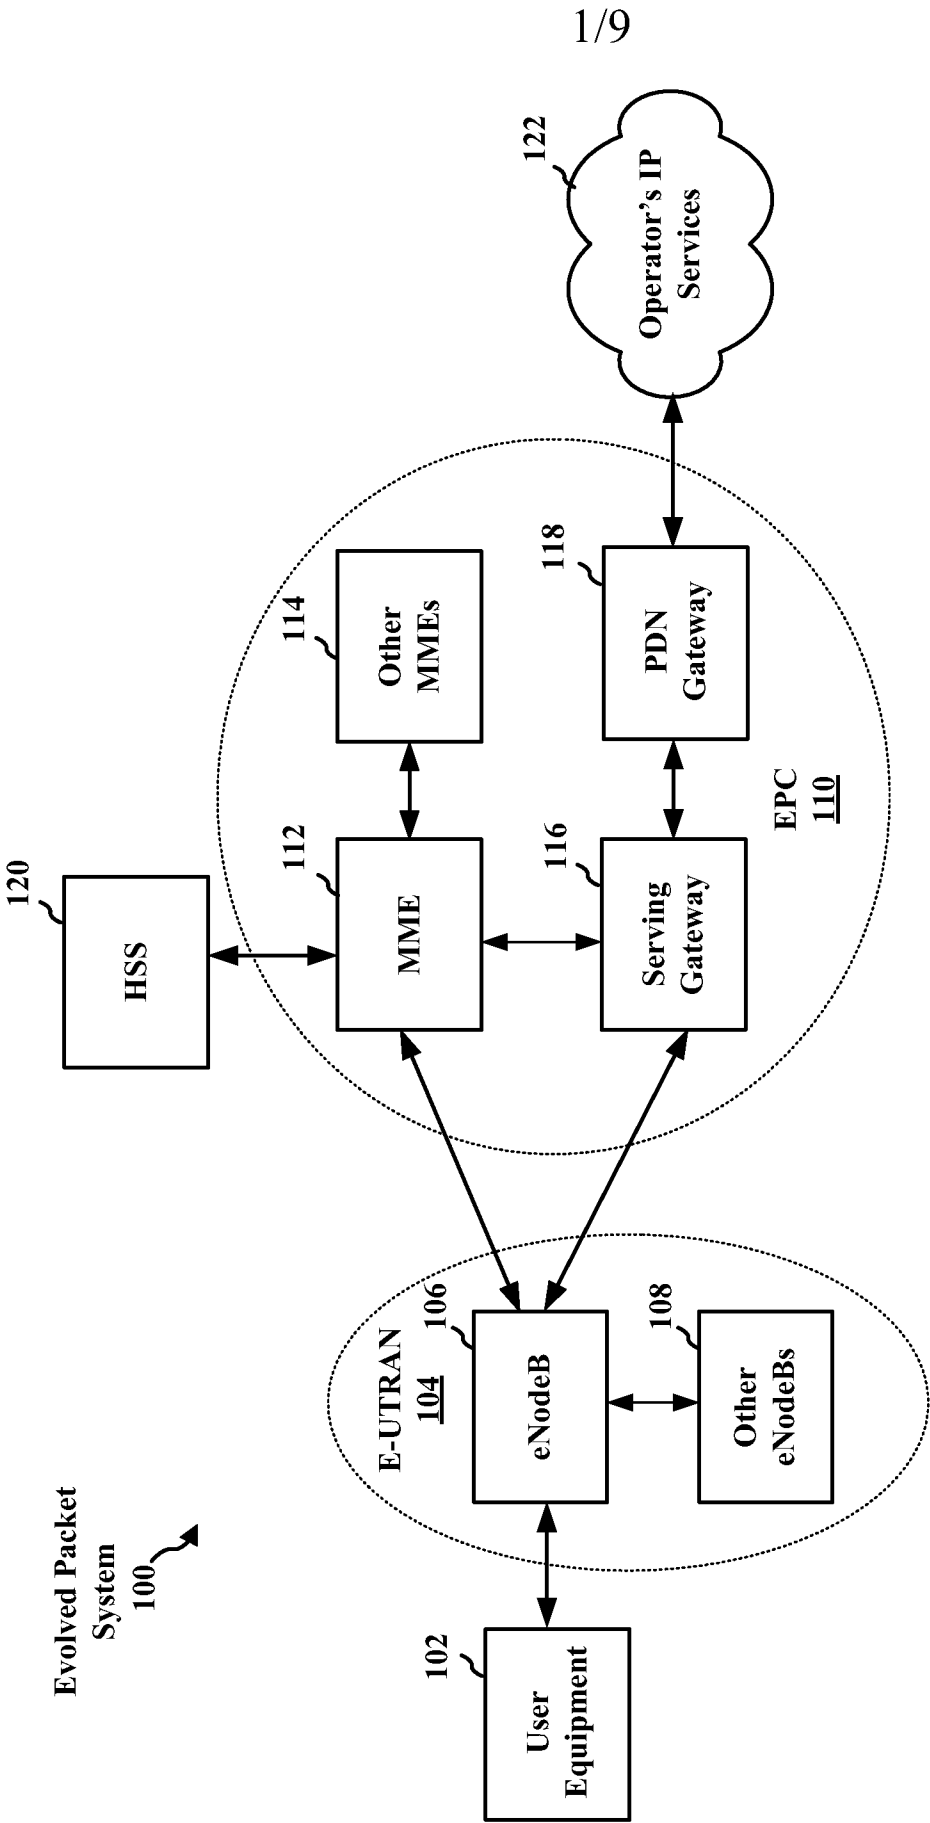 1/9
Evolved Packet
System
100
HSS
120
MME
112
Other
MMEs
114
E-UTRAN
104
eNodeB
106
Other
eNodeBs
108
User
Equipment
102
Serving
Gateway
116
PDN
Gateway
118
EPC
110
Operator’s IP
Services
122